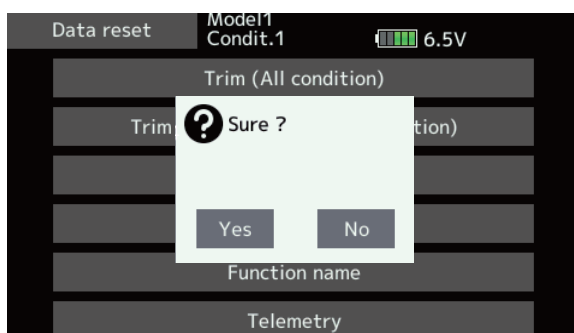 Data reset
Model1
Condit.1
6.5V
Trim (All condition)
Trim
tion)
Sure ?
Yes
No
Function name
Telemetry